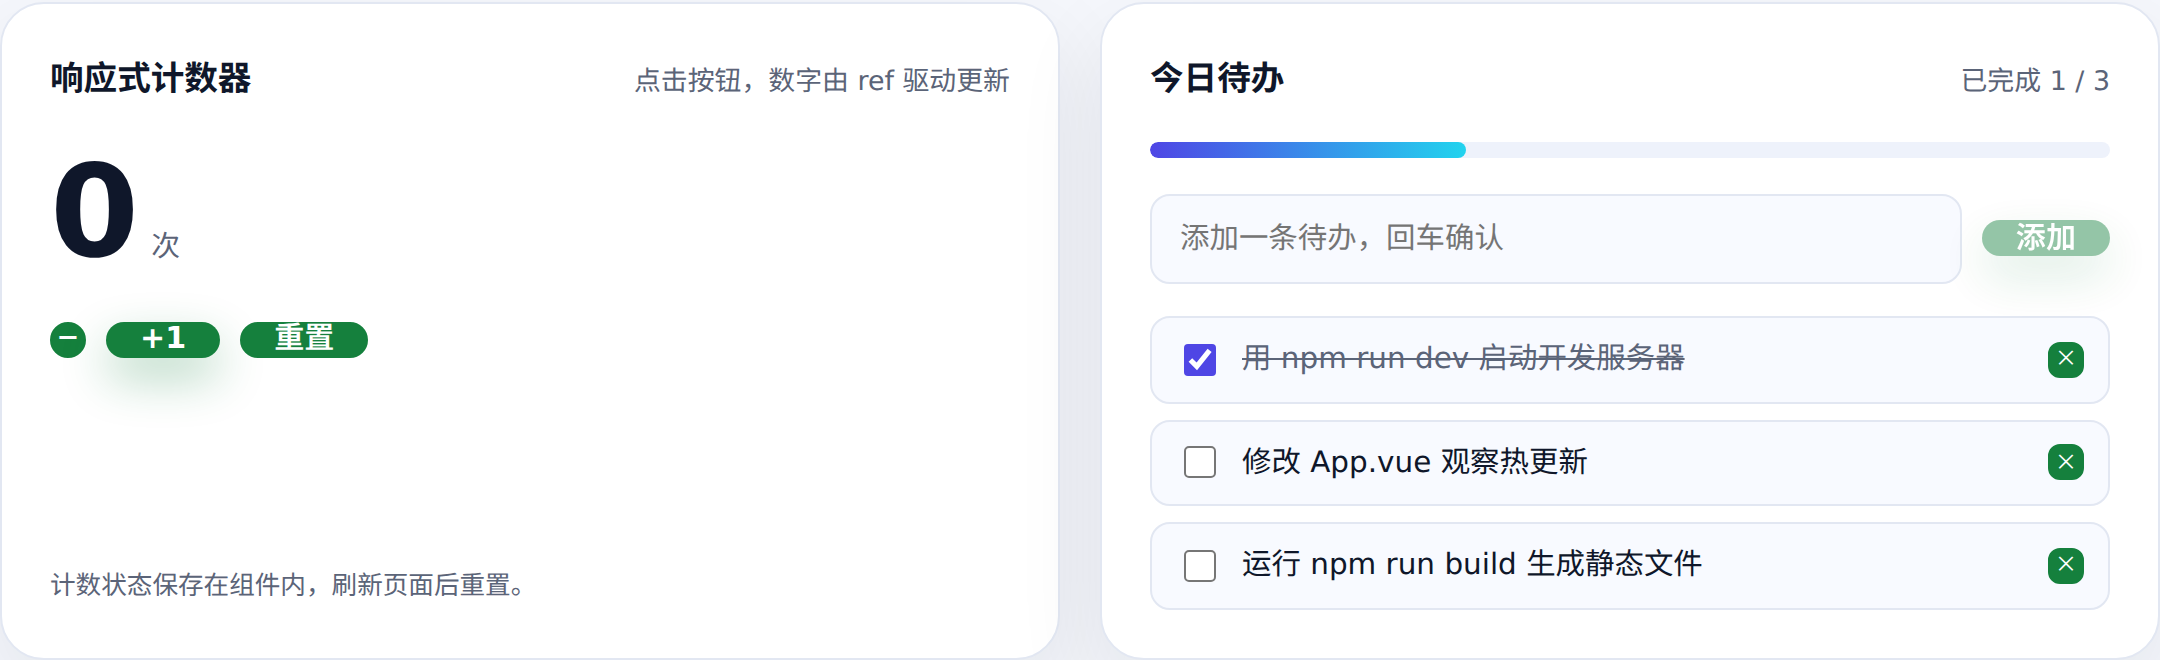 响应式计数器
点击按钮，数字由 ref 驱动更新
0 次
− +1 重置
计数状态保存在组件内，刷新页面后重置。
今日待办
已完成 1 / 3
添加一条待办，回车确认
添加
用 npm run dev 启动开发服务器
×
修改 App.vue 观察热更新
×
运行 npm run build 生成静态文件
×